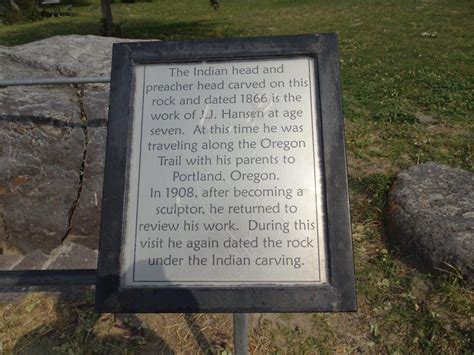 The Indian head and
preacher head carved on this
rock and dated 1866 is the
work of J.J. Hansen at age
seven. At this time he was
traveling along the Oregon
Trail with his parents to
Portland, Oregon.
In 1908, after becoming a
sculptor, he returned to
review his work. During this
visit he again dated the rock
under the Indian carving.